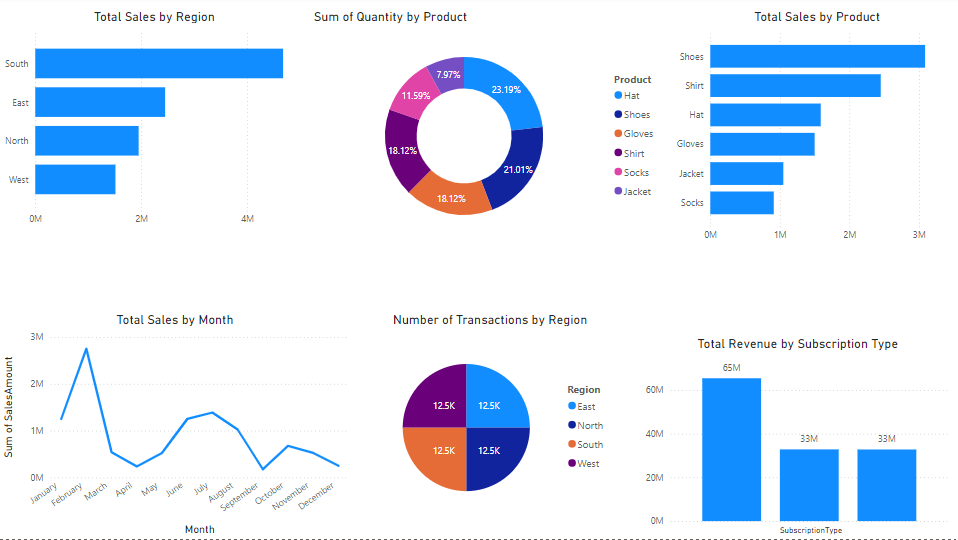 Total Sales by Region
South
East
North
West
0M 2M 4M
Sum of Quantity by Product
7.97%
23.19%
11.59%
18.12%
21.01%
18.12%
Product
Hat
Shoes
Gloves
Shirt
Socks
Jacket
Total Sales by Product
Shoes
Shirt
Hat
Gloves
Jacket
Socks
0M 1M 2M 3M
Total Sales by Month
Sum of SalesAmount
3M
2M
1M
0M
January February March April May June July August September October November December
Month
Number of Transactions by Region
12.5K 12.5K
12.5K 12.5K
Region
East
North
South
West
Total Revenue by Subscription Type
65M
60M
33M 33M
40M
20M
0M
SubscriptionType